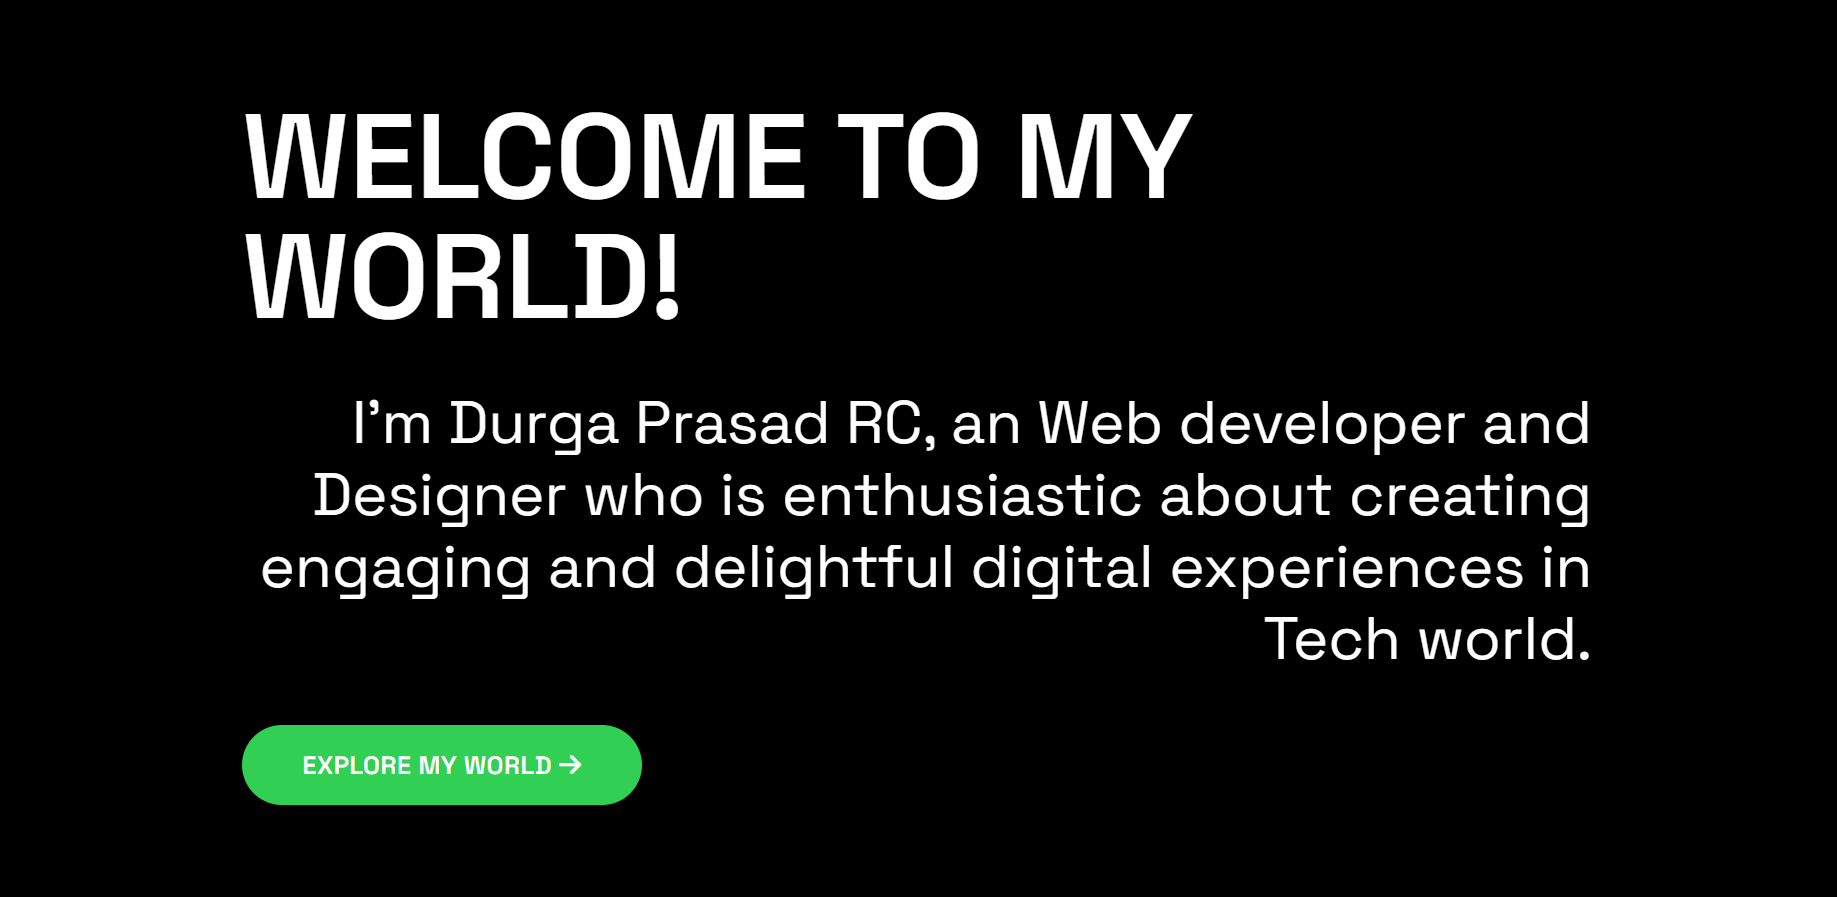 WELCOME TO MY
WORLD!
I'm Durga Prasad RC, an Web developer and
Designer who is enthusiastic about creating
engaging and delightful digital experiences in
Tech world.
EXPLORE MY WORLD →